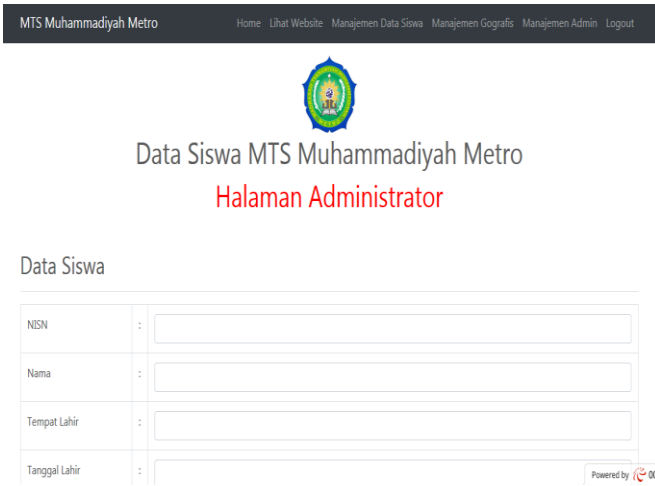 MTS Muhammadiyah Metro Home Lihat Website Manajemen Data Siswa Manajemen Gografis Manajemen Admin Logout
Data Siswa MTS Muhammadiyah Metro
Halaman Administrator
Data Siswa
NISN :
Nama :
Tempat Lahir :
Tanggal Lahir :
Powered by